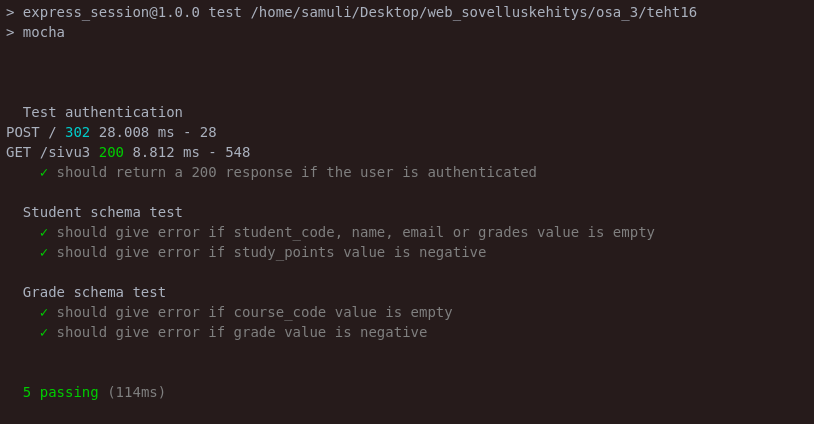 > express_session@1.0.0 test /home/samuli/Desktop/web_sovelluskehitys/osa_3/teht16
> mocha
Test authentication
POST / 302 28.008 ms - 28
GET /sivu3 200 8.812 ms - 548
✓ should return a 200 response if the user is authenticated
Student schema test
✓ should give error if student_code, name, email or grades value is empty
✓ should give error if study_points value is negative
Grade schema test
✓ should give error if course_code value is empty
✓ should give error if grade value is negative
5 passing (114ms)